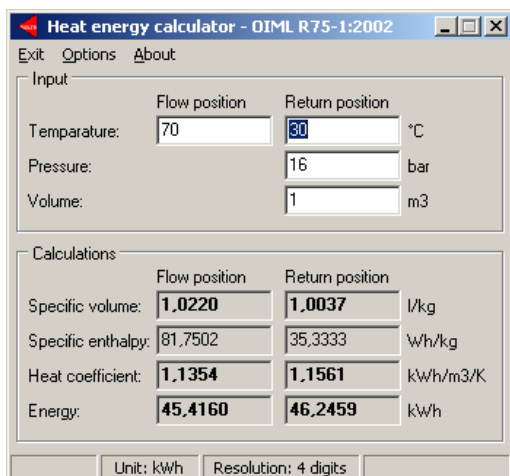 Heat energy calculator - OIML R75-1:2002
Exit Options About
Input
Flow position Return position
Temparature: 70 30 °C
Pressure: 16 bar
Volume: 1 m3
Calculations
Flow position Return position
Specific volume: 1,0220 1,0037 l/kg
Specific enthalpy: 81,7502 35,3333 Wh/kg
Heat coefficient: 1,1354 1,1561 kWh/m3/K
Energy: 45,4160 46,2459 kWh
Unit: kWh Resolution: 4 digits